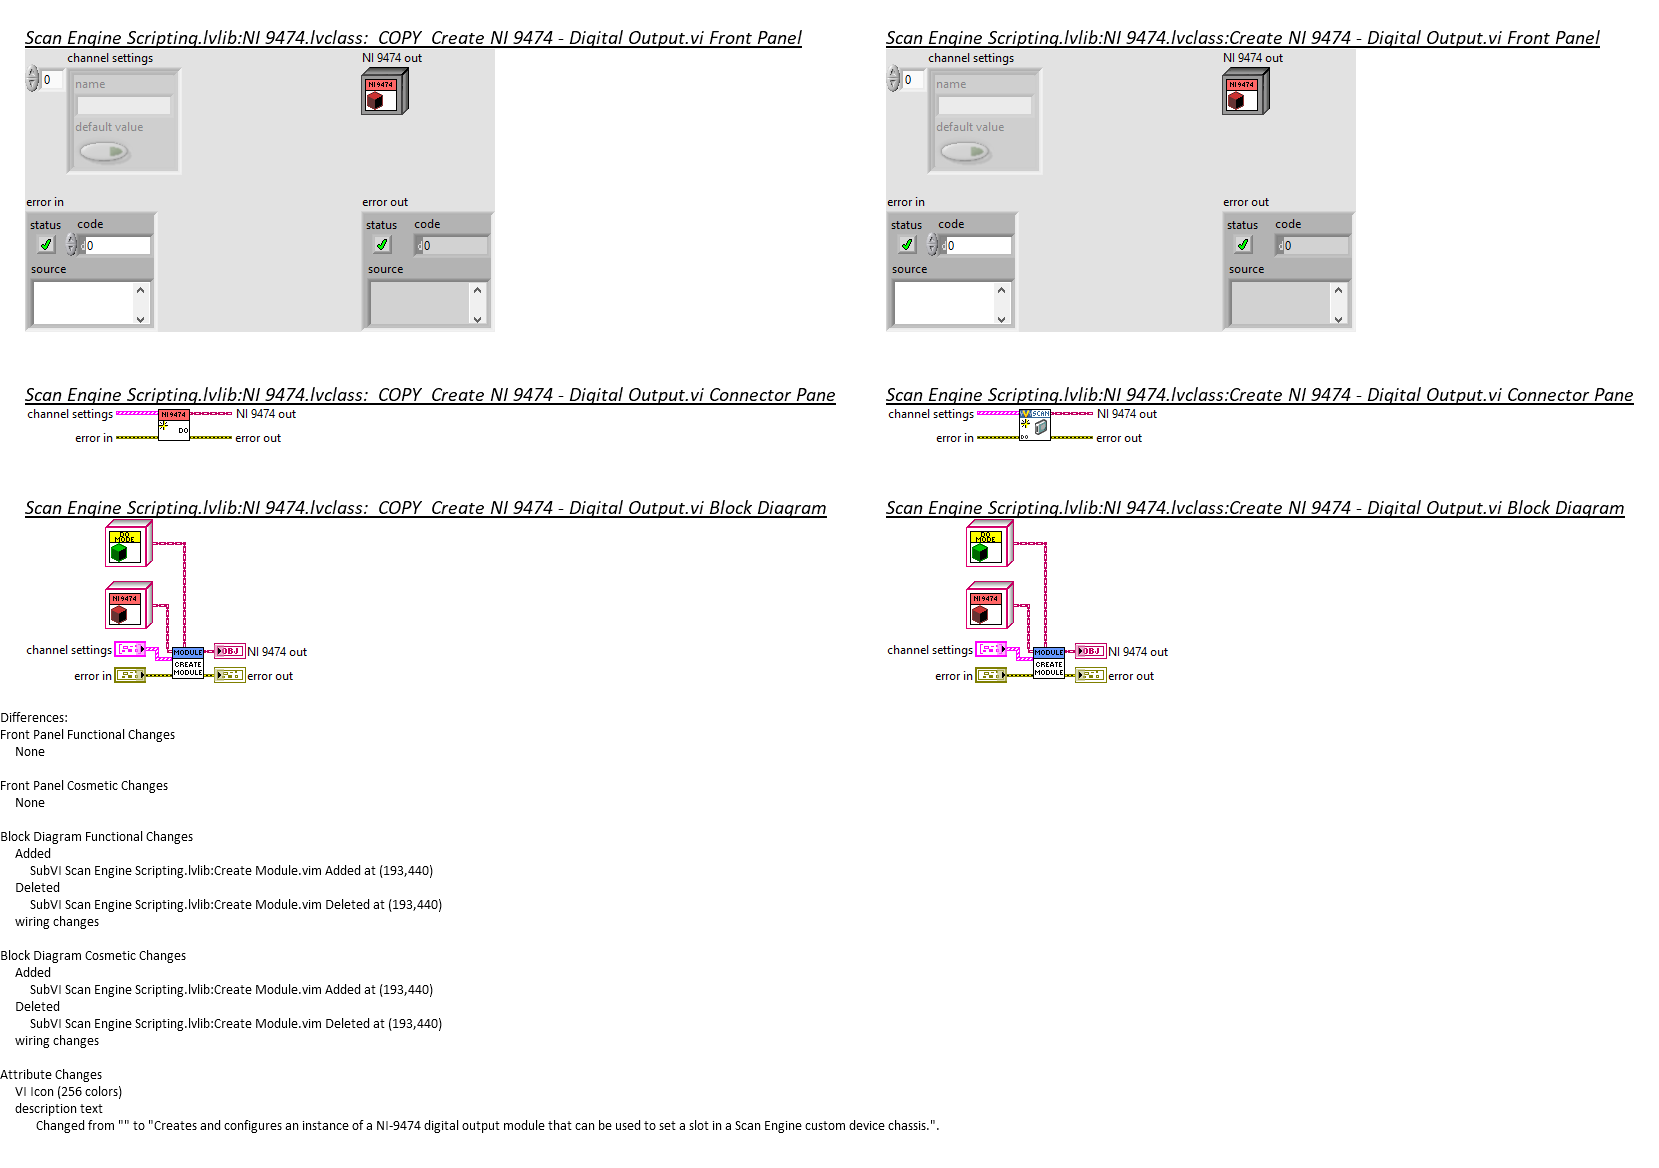 Scan Engine Scripting.lvlib:NI 9474.lvclass:_COPY_Create NI 9474 - Digital Output.vi Front Panel
channel settings
NI 9474 out
0
name
NI 9474
default value
error in
error out
status code
status code
0
0
source
source
Scan Engine Scripting.lvlib:NI 9474.lvclass:Create NI 9474 - Digital Output.vi Front Panel
channel settings
NI 9474 out
0
name
NI 9474
default value
error in
error out
status code
status code
0
0
source
source
Scan Engine Scripting.lvlib:NI 9474.lvclass:_COPY_Create NI 9474 - Digital Output.vi Connector Pane
channel settings NI 9474 NI 9474 out
DO
error in error out
Scan Engine Scripting.lvlib:NI 9474.lvclass:Create NI 9474 - Digital Output.vi Connector Pane
channel settings SCAN NI 9474 out
DO
error in error out
Scan Engine Scripting.lvlib:NI 9474.lvclass:_COPY_Create NI 9474 - Digital Output.vi Block Diagram
DO
MODE
NI 9474
channel settings MODULE OBJ NI 9474 out
CREATE
MODULE
error in error out
Scan Engine Scripting.lvlib:NI 9474.lvclass:Create NI 9474 - Digital Output.vi Block Diagram
DO
MODE
NI 9474
channel settings MODULE OBJ NI 9474 out
CREATE
MODULE
error in error out
Differences:
Front Panel Functional Changes
None
Front Panel Cosmetic Changes
None
Block Diagram Functional Changes
Added
SubVI Scan Engine Scripting.lvlib:Create Module.vim Added at (193,440)
Deleted
SubVI Scan Engine Scripting.lvlib:Create Module.vim Deleted at (193,440)
wiring changes
Block Diagram Cosmetic Changes
Added
SubVI Scan Engine Scripting.lvlib:Create Module.vim Added at (193,440)
Deleted
SubVI Scan Engine Scripting.lvlib:Create Module.vim Deleted at (193,440)
wiring changes
Attribute Changes
VI Icon (256 colors)
description text
Changed from "" to "Creates and configures an instance of a NI-9474 digital output module that can be used to set a slot in a Scan Engine custom device chassis.".